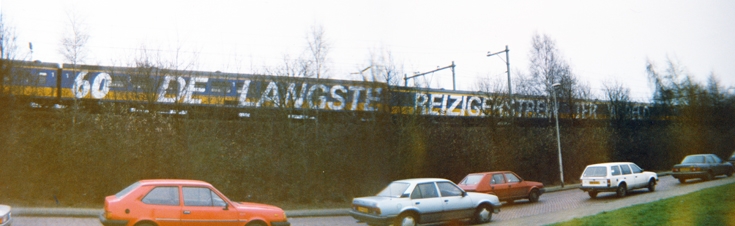 60 DE LANGSTE REIZIGERSTREIN